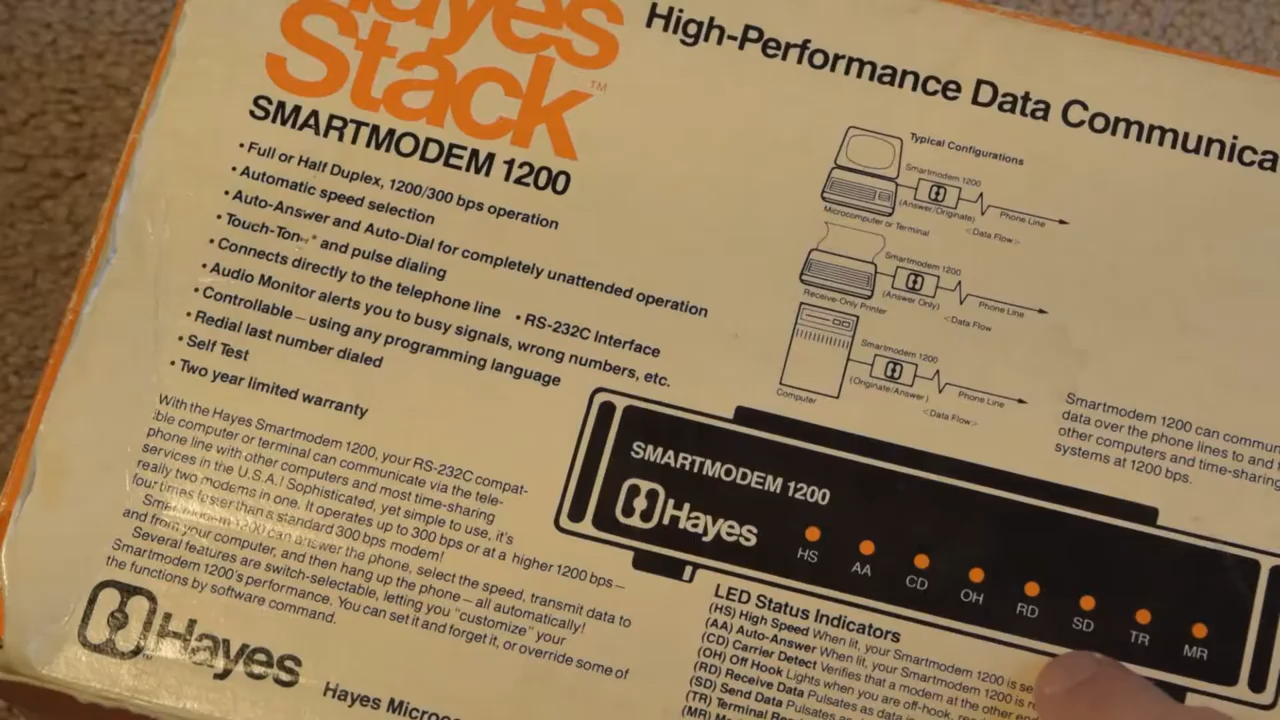 Hayes
Stack™
SMARTMODEM 1200
• Full or Half Duplex, 1200/300 bps operation
• Automatic speed selection
• Auto-Answer and Auto-Dial for completely unattended operation
• Touch-Tone® and pulse dialing
• Connects directly to the telephone line • RS-232C Interface
• Audio Monitor alerts you to busy signals, wrong numbers, etc.
• Controllable—using any programming language
• Redial last number dialed
• Self Test
• Two year limited warranty
With the Hayes Smartmodem 1200, your RS-232C compat-
ible computer or terminal can communicate via the tele-
phone line with other computers and most time-sharing
services in the U.S.A.! Sophisticated, yet simple to use, it's
really two modems in one. It operates up to 300 bps or at a higher 1200 bps—
four times faster than a standard 300 bps modem!
Smartmodem 1200 can answer the phone, select the speed, transmit data to
and from your computer, and then hang up the phone—all automatically!
Several features are switch-selectable, letting you "customize" your
Smartmodem 1200's performance. You can set it and forget it, or override some of
the functions by software command.
Hayes™
Hayes
High-Performance Data Communica
Typical Configurations
Smartmodem 1200
(Answer/Originate)
Phone Line
Microcomputer or Terminal
<Data Flow>
Smartmodem 1200
(Answer Only)
Phone Line
Receive-Only Printer
<Data Flow
Smartmodem 1200
(Originate/Answer)
Phone Line
Computer
<Data Flow>
Smartmodem 1200 can
data over the phone lines to and
other computers and time-sharing
systems at 1200 bps.
SMARTMODEM 1200
Hayes
HS AA CD OH RD SD TR MR
LED Status Indicators
(HS) High Speed When lit, your Smartmodem 1200 is
(AA) Auto-Answer When lit, your Smartmodem 1200 is
(CD) Carrier Detect Verifies that a modem at the other
(OH) Off Hook Lights when you are off-hook,
(RD) Receive Data Pulsates as data
(SD) Send Data Pulsates
(TR) Terminal
(MR)